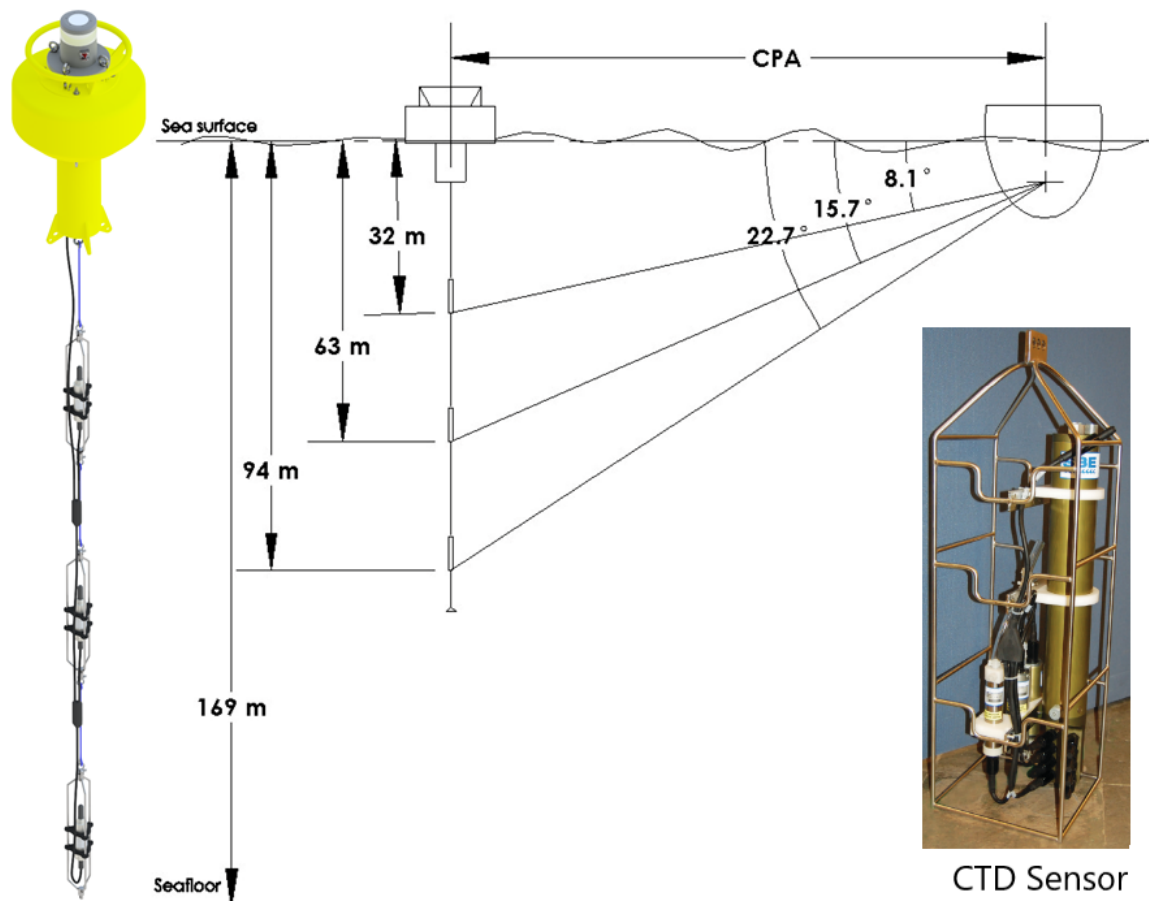 CPA
Sea surface
8.1°
15.7°
22.7°
32 m
63 m
94 m
169 m
Seafloor
CTD Sensor